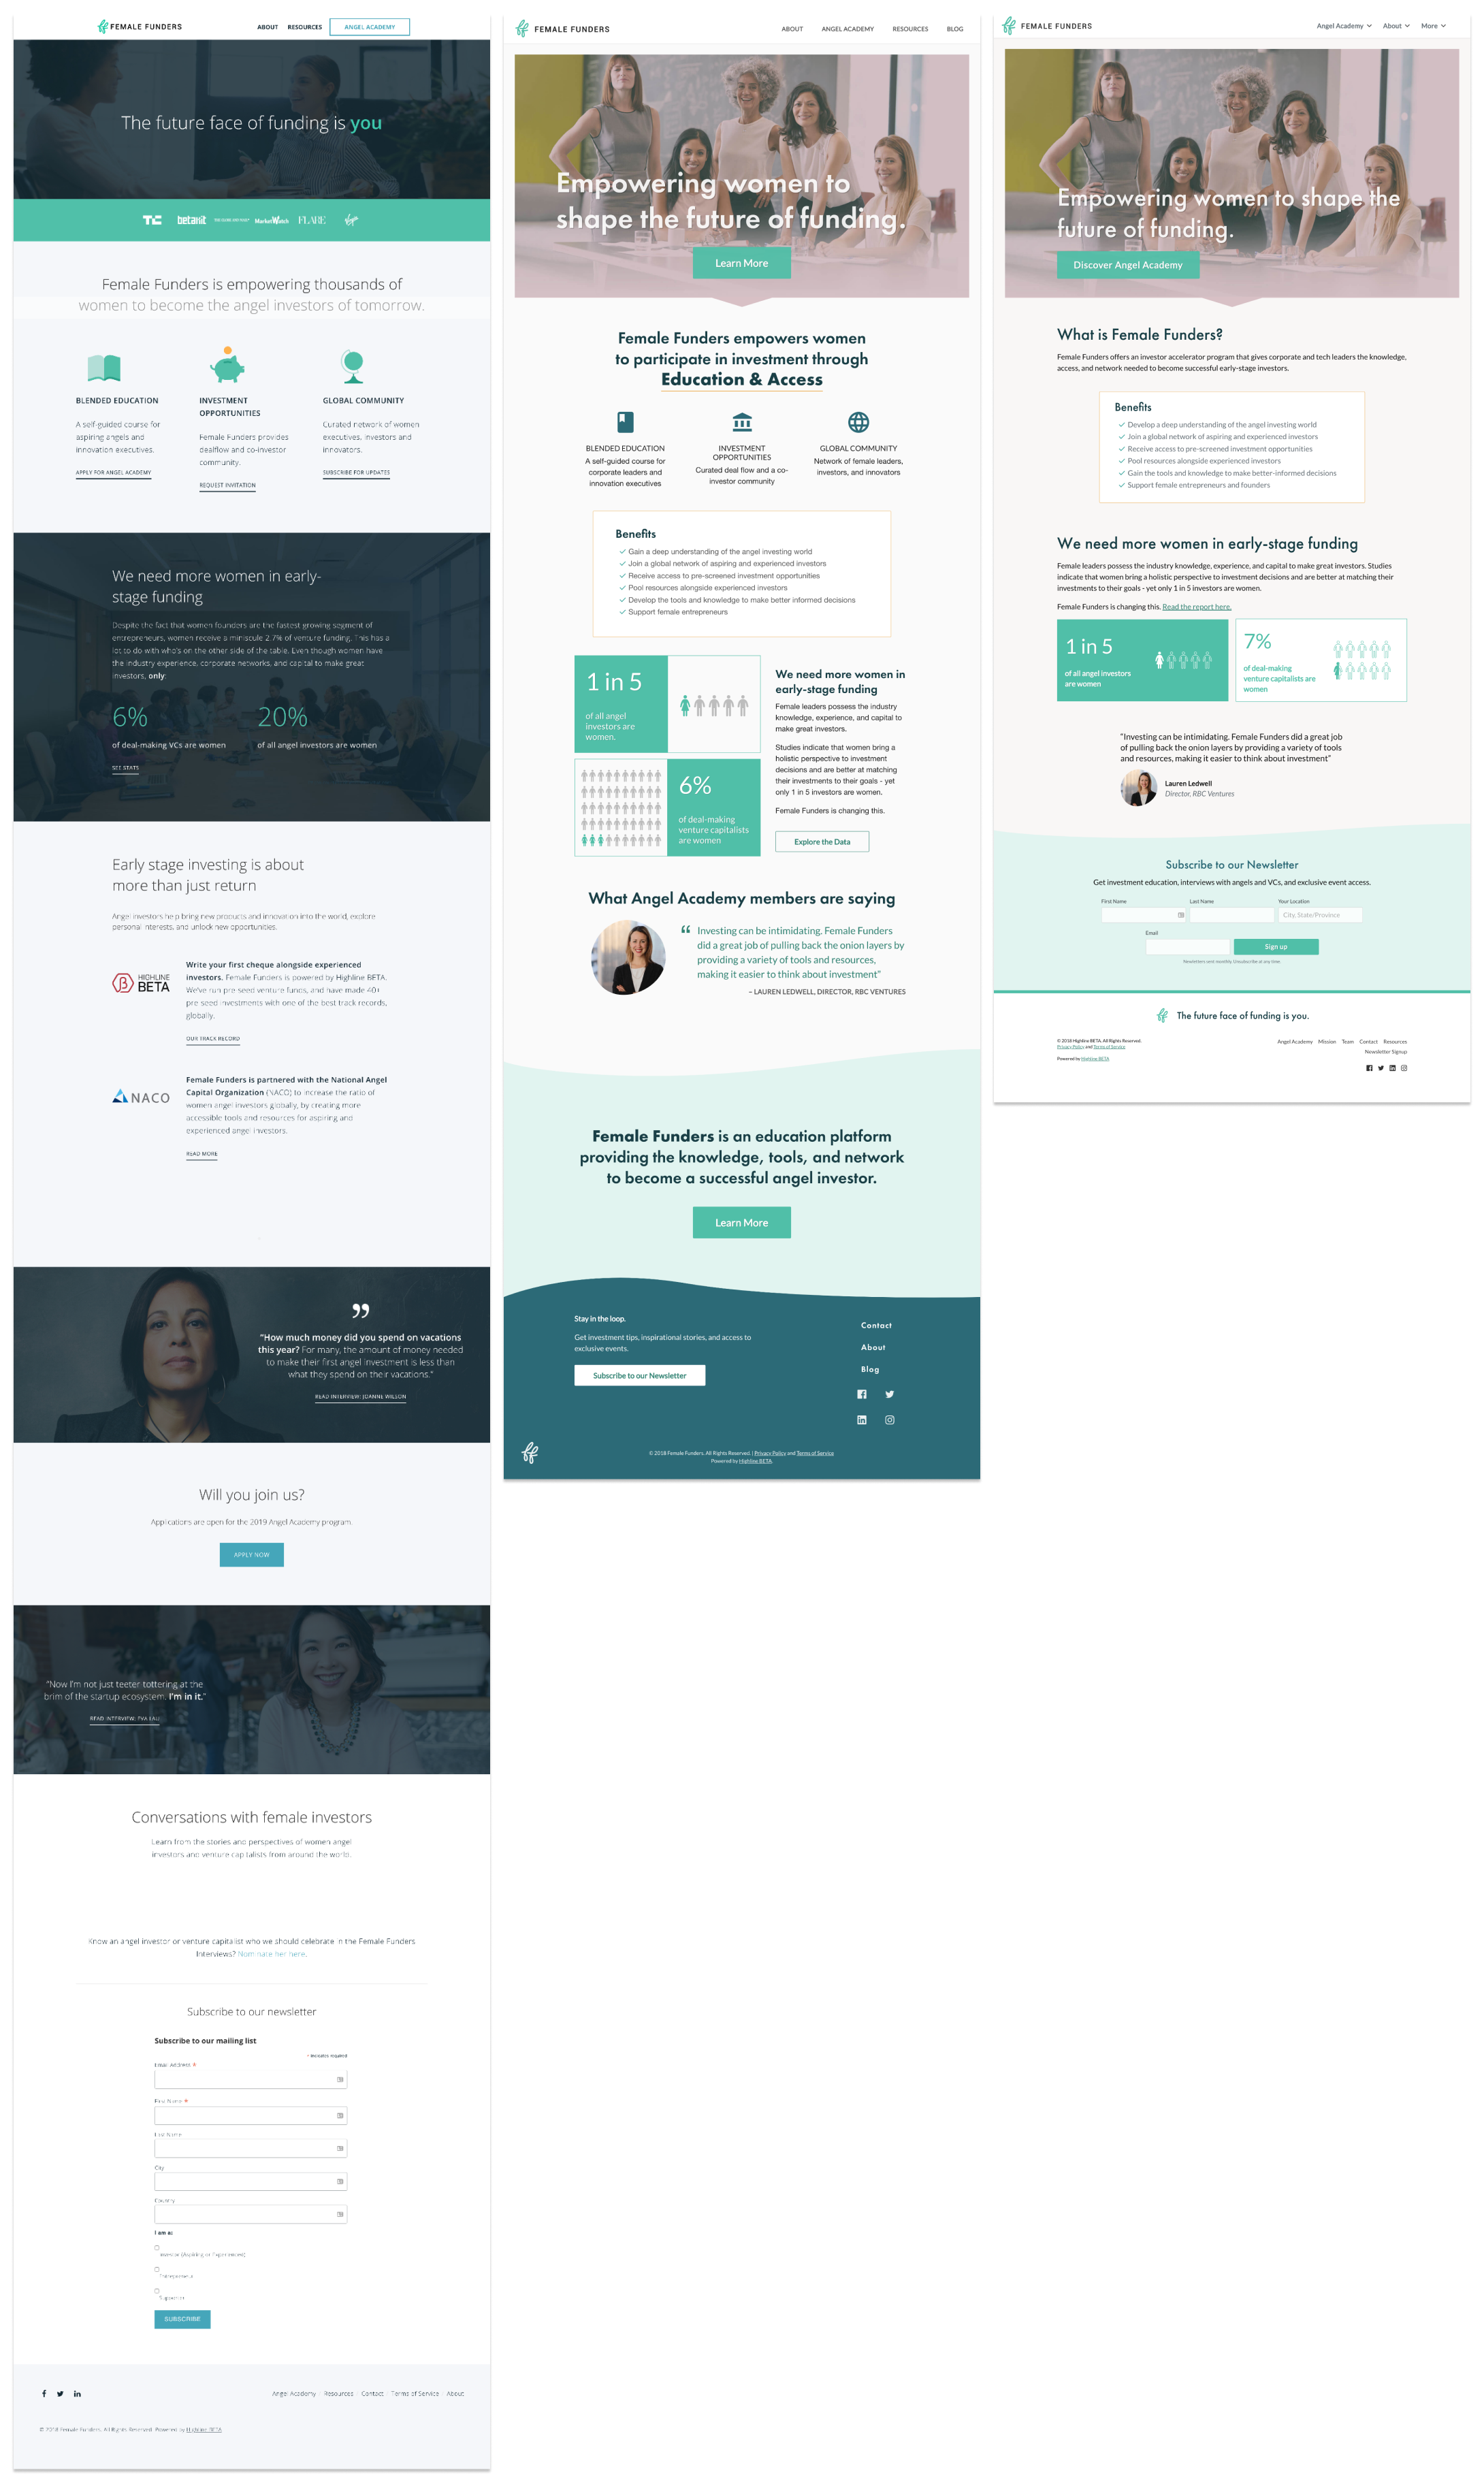 FEMALE FUNDERS
ABOUT RESOURCES ANGEL ACADEMY
The future face of funding is you
TC betakit MarketWatch FLARE
Female Funders is empowering thousands of
women to become the angel investors of tomorrow.
BLENDED EDUCATION
A self-guided course for
aspiring angels and
innovation executives.
APPLY FOR ANGEL ACADEMY
INVESTMENT
OPPORTUNITIES
Female Funders provides
dealflow and co-investor
community.
REQUEST INVITATION
GLOBAL COMMUNITY
Curated network of women
executives, investors and
innovators.
SUBSCRIBE FOR UPDATES
We need more women in early-
stage funding
Despite the fact that women founders are the fastest growing segment of
entrepreneurs, women receive a miniscule 2.7% of venture funding. This has a
lot to do with who's on the other side of the table. Even though women have
the industry experience, corporate networks, and capital to make great
investors, only:
6%
of deal-making VCs are women
20%
of all angel investors are women
SEE STATS
Early stage investing is about
more than just return
Angel investors help bring new products and innovation into the world, explore
personal interests, and unlock new opportunities.
HIGHLINE
BETA
Write your first cheque alongside experienced
investors. Female Funders is powered by Highline BETA.
We've run pre seed venture funds, and have made 40+
pre seed investments with one of the best track records,
globally.
OUR TRACK RECORD
NACO
Female Funders is partnered with the National Angel
Capital Organization (NACO) to increase the ratio of
women angel investors globally, by creating more
accessible tools and resources for aspiring and
experienced angel investors.
READ MORE
"How much money did you spend on vacations
this year? For many, the amount of money needed
to make their first angel investment is less than
what they spend on their vacations."
READ INTERVIEW: JOANNE WILSON
Will you join us?
Applications are open for the 2019 Angel Academy program.
APPLY NOW
"Now I'm not just teeter tottering at the
brim of the startup ecosystem. I'm in it."
READ INTERVIEW: EVA LAU
Conversations with female investors
Learn from the stories and perspectives of women angel
investors and venture capitalists from around the world.
Know an angel investor or venture capitalist who we should celebrate in the Female Funders
Interviews? Nominate her here.
Subscribe to our newsletter
Subscribe to our mailing list
* indicates required
Email Address *
First Name *
Last Name
City
Country
I am a:
Investor (Aspiring or Experienced)
Entrepreneur
Supporter
SUBSCRIBE
Angel Academy Resources Contact Terms of Service About
© 2018 Female Funders. All Rights Reserved. Powered by Highline BETA
FEMALE FUNDERS
ABOUT ANGEL ACADEMY RESOURCES BLOG
Empowering women to
shape the future of funding.
Learn More
Female Funders empowers women
to participate in investment through
Education & Access
BLENDED EDUCATION
A self-guided course for
corporate leaders and
innovation executives
INVESTMENT
OPPORTUNITIES
Curated deal flow and a co-
investor community
GLOBAL COMMUNITY
Network of female leaders,
investors, and innovators
Benefits
Gain a deep understanding of the angel investing world
Join a global network of aspiring and experienced investors
Receive access to pre-screened investment opportunities
Pool resources alongside experienced investors
Develop the tools and knowledge to make better informed decisions
Support female entrepreneurs
1 in 5
of all angel
investors are
women.
6%
of deal-making
venture capitalists
are women
We need more women in
early-stage funding
Female leaders possess the industry
knowledge, experience, and capital to
make great investors.
Studies indicate that women bring a
holistic perspective to investment
decisions and are better at matching
their investments to their goals - yet
only 1 in 5 investors are women.
Female Funders is changing this.
Explore the Data
What Angel Academy members are saying
“ Investing can be intimidating. Female Funders
did a great job of pulling back the onion layers by
providing a variety of tools and resources,
making it easier to think about investment”
– LAUREN LEDWELL, DIRECTOR, RBC VENTURES
Female Funders is an education platform
providing the knowledge, tools, and network
to become a successful angel investor.
Learn More
Stay in the loop.
Get investment tips, inspirational stories, and access to
exclusive events.
Subscribe to our Newsletter
Contact
About
Blog
© 2018 Female Funders. All Rights Reserved. | Privacy Policy and Terms of Service
Powered by Highline BETA.
FEMALE FUNDERS
Angel Academy About More
Empowering women to shape the
future of funding.
Discover Angel Academy
What is Female Funders?
Female Funders offers an investor accelerator program that gives corporate and tech leaders the knowledge,
access, and network needed to become successful early-stage investors.
Benefits
Develop a deep understanding of the angel investing world
Join a global network of aspiring and experienced investors
Receive access to pre-screened investment opportunities
Pool resources alongside experienced investors
Gain the tools and knowledge to make better-informed decisions
Support female entrepreneurs and founders
We need more women in early-stage funding
Female leaders possess the industry knowledge, experience, and capital to make great investors. Studies
indicate that women bring a holistic perspective to investment decisions and are better at matching their
investments to their goals - yet only 1 in 5 investors are women.
Female Funders is changing this. Read the report here.
1 in 5
of all angel investors
are women
7%
of deal-making
venture capitalists are
women
"Investing can be intimidating. Female Funders did a great job
of pulling back the onion layers by providing a variety of tools
and resources, making it easier to think about investment"
Lauren Ledwell
Director, RBC Ventures
Subscribe to our Newsletter
Get investment education, interviews with angels and VCs, and exclusive event access.
First Name Last Name Your Location
City, State/Province
Email
Sign up
Newsletters sent monthly. Unsubscribe at any time.
The future face of funding is you.
© 2018 Highline BETA. All Rights Reserved.
Privacy Policy and Terms of Service
Powered by Highline BETA
Angel Academy Mission Team Contact Resources
Newsletter Signup